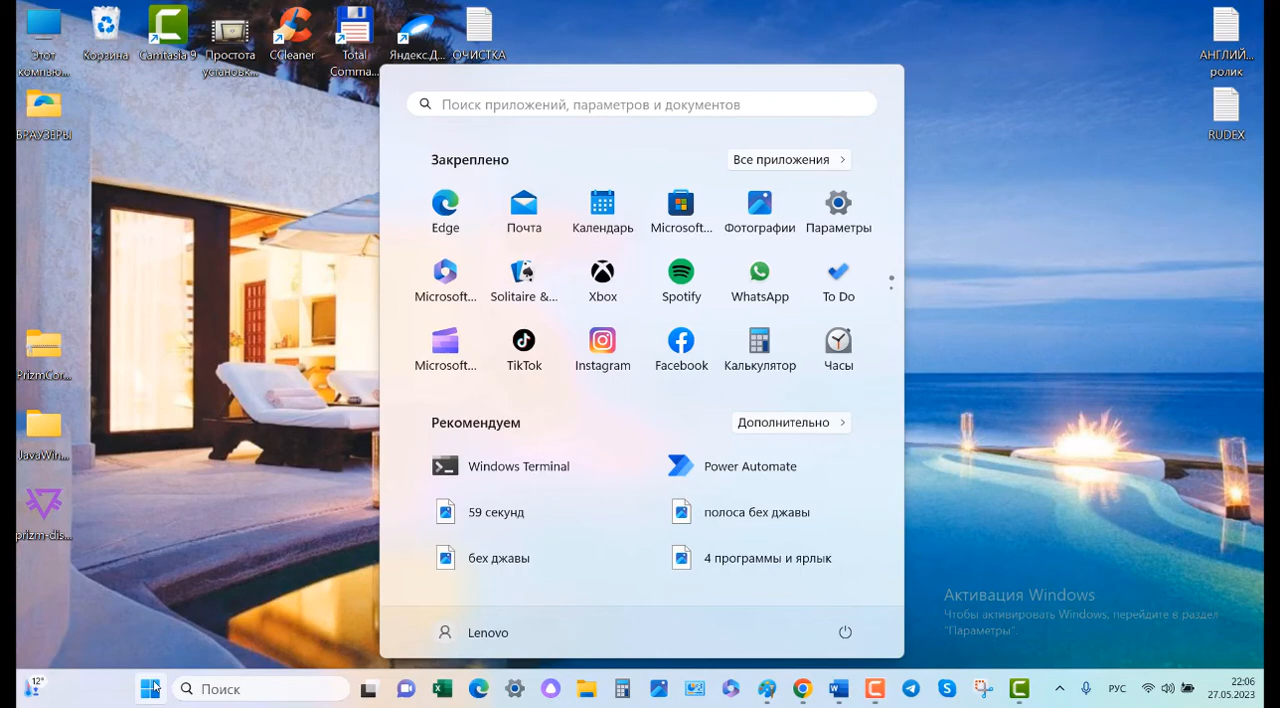 Этот
компью...
Корзина
Camtasia 9
Простота
установк...
CCleaner
Total
Comma...
Яндекс.Д...
ОЧИСТКА
АНГЛИЙ...
ролик
БРАУЗЕРЫ
RUDEX
PrizmCor...
JavaWin...
prizm-dis...
Поиск приложений, параметров и документов
Закреплено
Все приложения
Edge
Почта
Календарь
Microsoft...
Фотографии
Параметры
Microsoft...
Solitaire &...
Xbox
Spotify
WhatsApp
To Do
Microsoft...
TikTok
Instagram
Facebook
Калькулятор
Часы
Рекомендуем
Дополнительно
Windows Terminal
Power Automate
59 секунд
полоса бех джавы
бех джавы
4 программы и ярлык
Lenovo
Активация Windows
Чтобы активировать Windows, перейдите в раздел
"Параметры".
12°
Поиск
РУС
22:06
27.05.2023